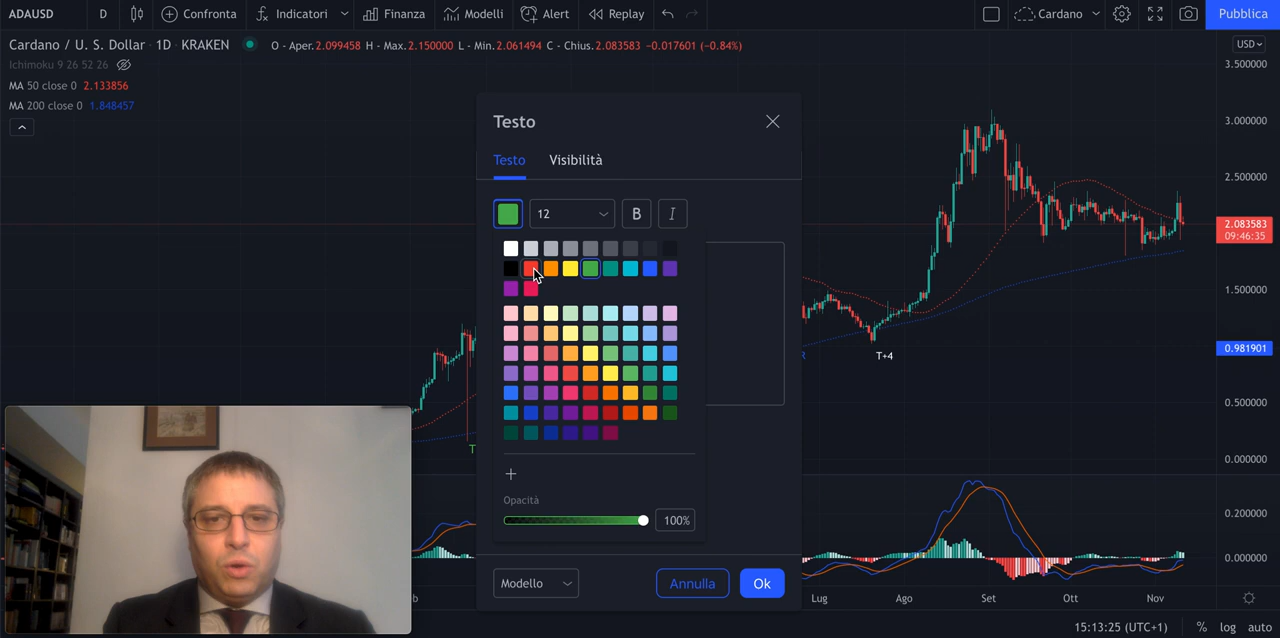 ADAUSD D Confronta Indicatori Finanza Modelli Alert Replay Cardano Pubblica
Cardano / U. S. Dollar · 1D · KRAKEN O - Aper.2.099458 H - Max.2.150000 L - Min.2.061494 C - Chius.2.083583 −0.017601 (−0.84%)
USD
Ichimoku 9 26 52 26
3.500000
MA 50 close 0 2.133856
MA 200 close 0 1.848457
Testo
3.000000
Testo Visibilità
2.500000
12 B I
2.083583
09:46:35
1.500000
0.981901
T+4
R
0.500000
T
0.000000
Opacità
100%
0.200000
0.000000
Modello Annulla Ok
b Lug Ago Set Ott Nov
15:13:25 (UTC+1) % log auto